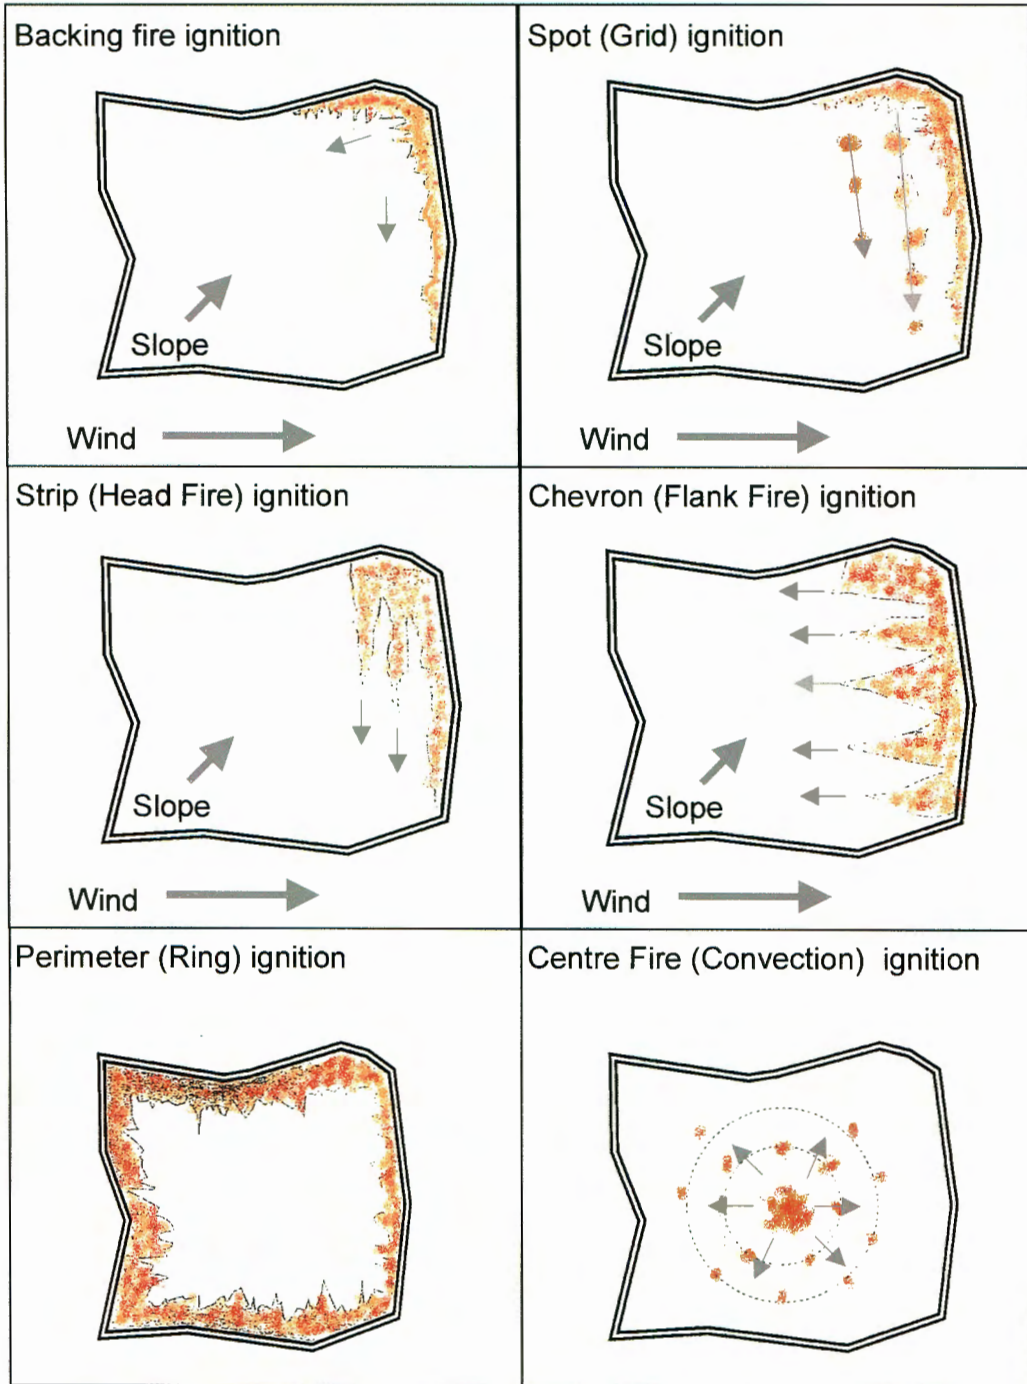 Backing fire ignition
Slope
Wind
Spot (Grid) ignition
Slope
Wind
Strip (Head Fire) ignition
Slope
Wind
Chevron (Flank Fire) ignition
Slope
Wind
Perimeter (Ring) ignition
Centre Fire (Convection) ignition